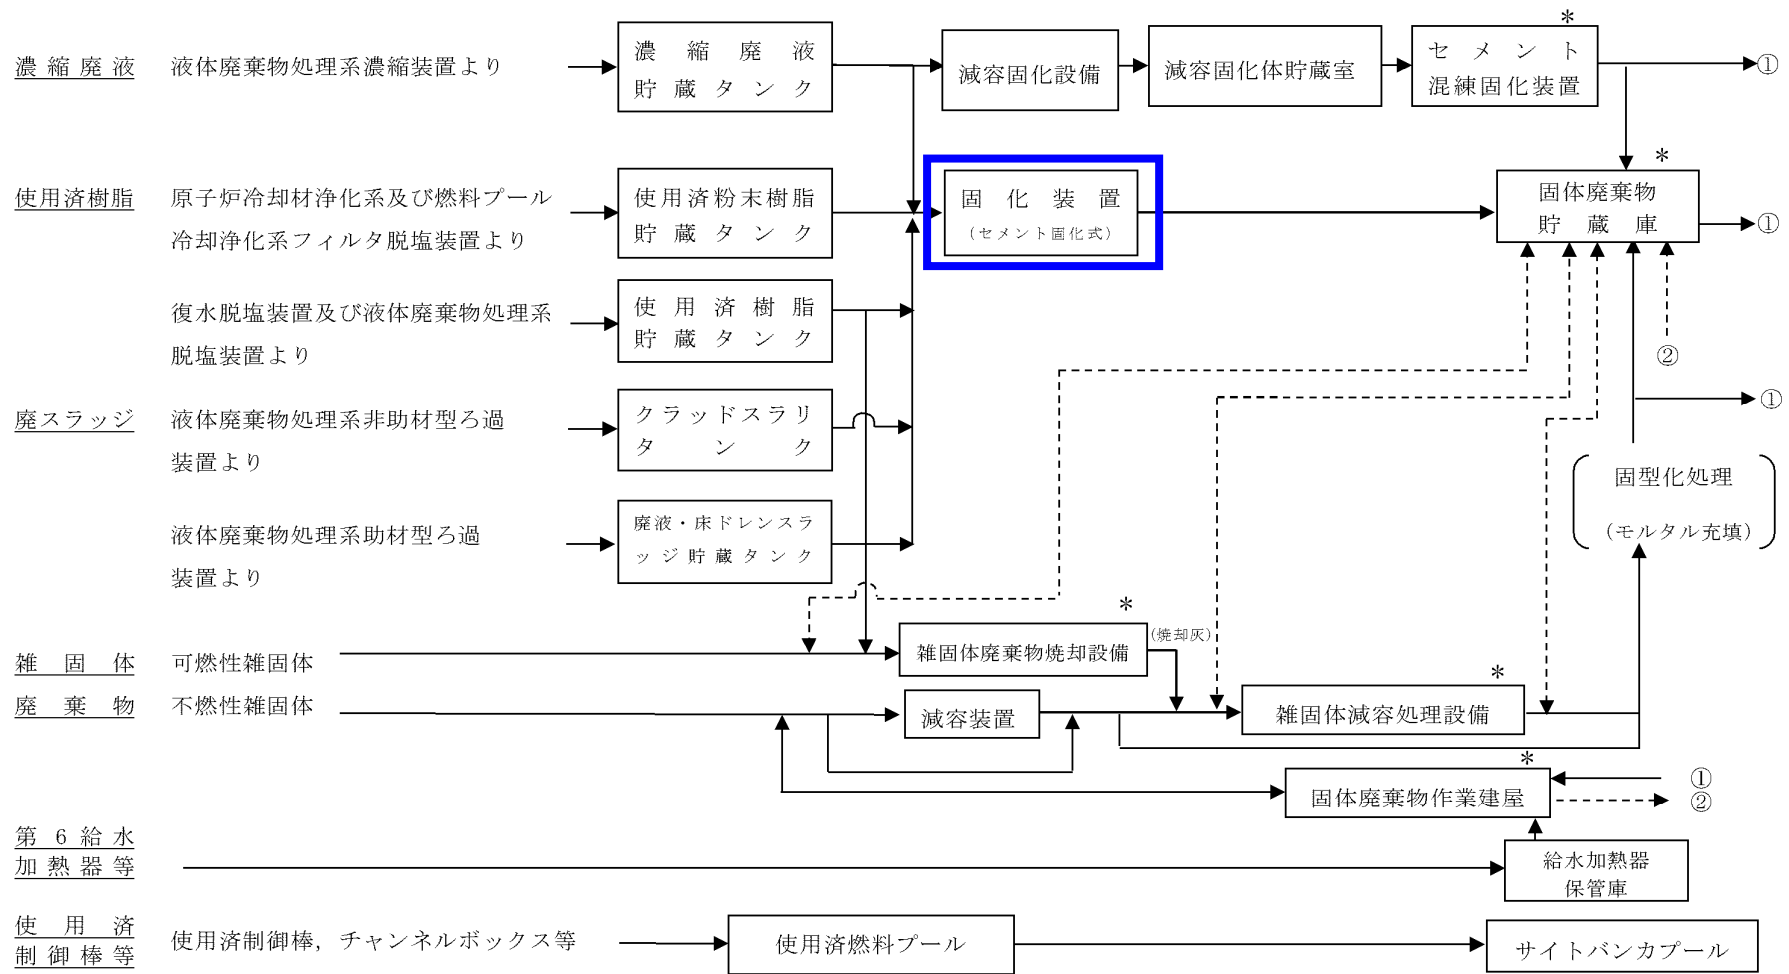 濃縮廃液 液体廃棄物処理系濃縮装置より
濃縮廃液
貯蔵タンク
減容固化設備
減容固化体貯蔵室
*
セメント
混練固化装置
①
使用済樹脂 原子炉冷却材浄化系及び燃料プール
冷却浄化系フィルタ脱塩装置より
使用済粉末樹脂
貯蔵タンク
固化装置
(セメント固化式)
*
固体廃棄物
貯蔵庫
①
復水脱塩装置及び液体廃棄物処理系
脱塩装置より
使用済樹脂
貯蔵タンク
②
廃スラッジ 液体廃棄物処理系非助材型ろ過
装置より
クラッドスラリ
タンク
①
固型化処理
(モルタル充填)
液体廃棄物処理系助材型ろ過
装置より
廃液・床ドレンスラ
ッジ貯蔵タンク
雑固体 可燃性雑固体
廃棄物 不燃性雑固体
*
雑固体廃棄物焼却設備
(焼却灰)
減容装置
*
雑固体減容処理設備
*
固体廃棄物作業建屋
①
②
第6給水
加熱器等
給水加熱器
保管庫
使用済
制御棒等
使用済制御棒,チャンネルボックス等
使用済燃料プール
サイトバンカプール